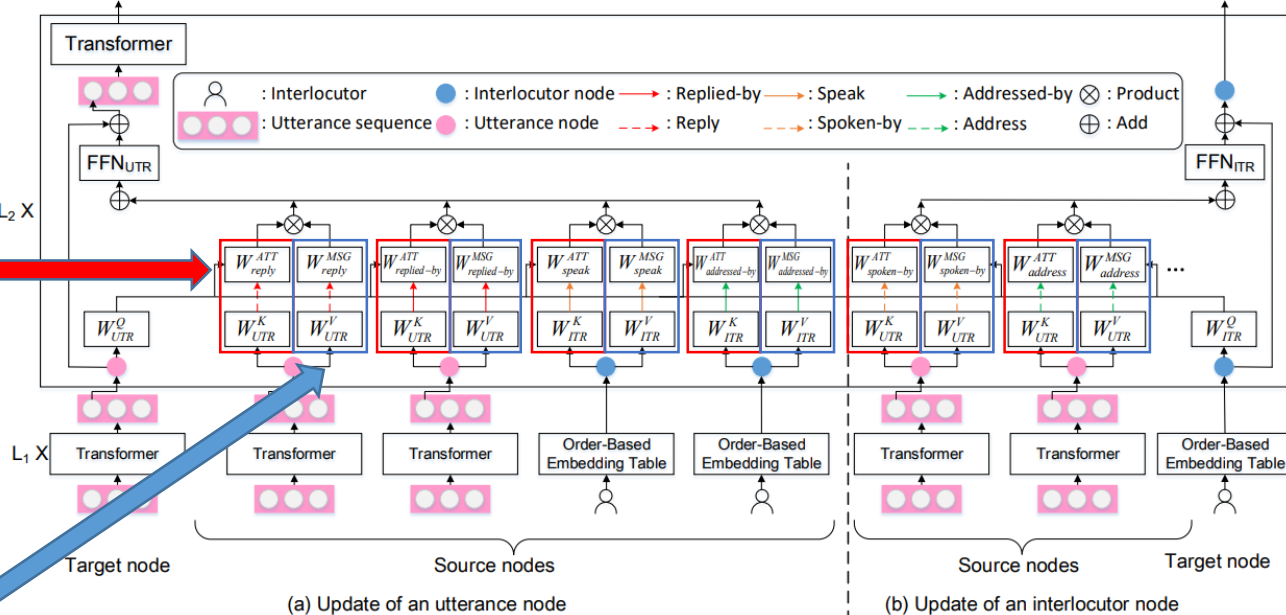 Transformer
: Interlocutor : Interlocutor node : Replied-by : Speak : Addressed-by : Product
: Utterance sequence : Utterance node : Reply : Spoken-by : Address : Add
FFN_UTR FFN_ITR
L₂ X
W^{ATT}_{reply} W^{MSG}_{reply} W^{ATT}_{replied-by} W^{MSG}_{replied-by} W^{ATT}_{speak} W^{MSG}_{speak} W^{ATT}_{addressed-by} W^{MSG}_{addressed-by} W^{ATT}_{spoken-by} W^{MSG}_{spoken-by} W^{ATT}_{address} W^{MSG}_{address} ...
W^{Q}_{UTR} W^{K}_{UTR} W^{V}_{UTR} W^{K}_{UTR} W^{V}_{UTR} W^{K}_{ITR} W^{V}_{ITR} W^{K}_{ITR} W^{V}_{ITR} W^{K}_{UTR} W^{V}_{UTR} W^{K}_{UTR} W^{V}_{UTR} W^{Q}_{ITR}
L₁ X Transformer Transformer Transformer Order-Based Order-Based Transformer Transformer Order-Based
Embedding Table Embedding Table Embedding Table
Target node Source nodes Source nodes Target node
(a) Update of an utterance node (b) Update of an interlocutor node